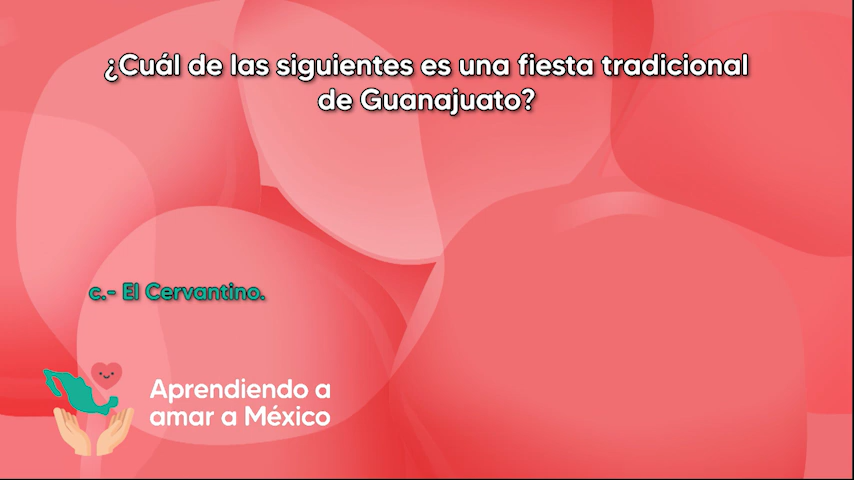 ¿Cuál de las siguientes es una fiesta tradicional
de Guanajuato?
c.- El Cervantino.
Aprendiendo a
amar a México